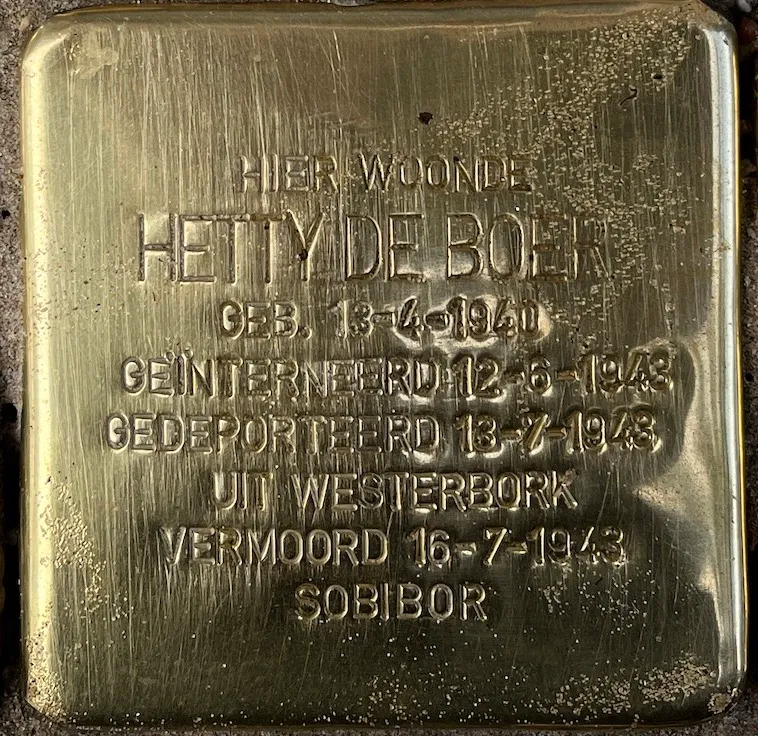 HIER WOONDE
HETTY DE BOER
GEB. 13-4-1940
GEÏNTERNEERD 12-6-1943
GEDEPORTEERD 13-7-1943
UIT WESTERBORK
VERMOORD 16-7-1943
SOBIBOR